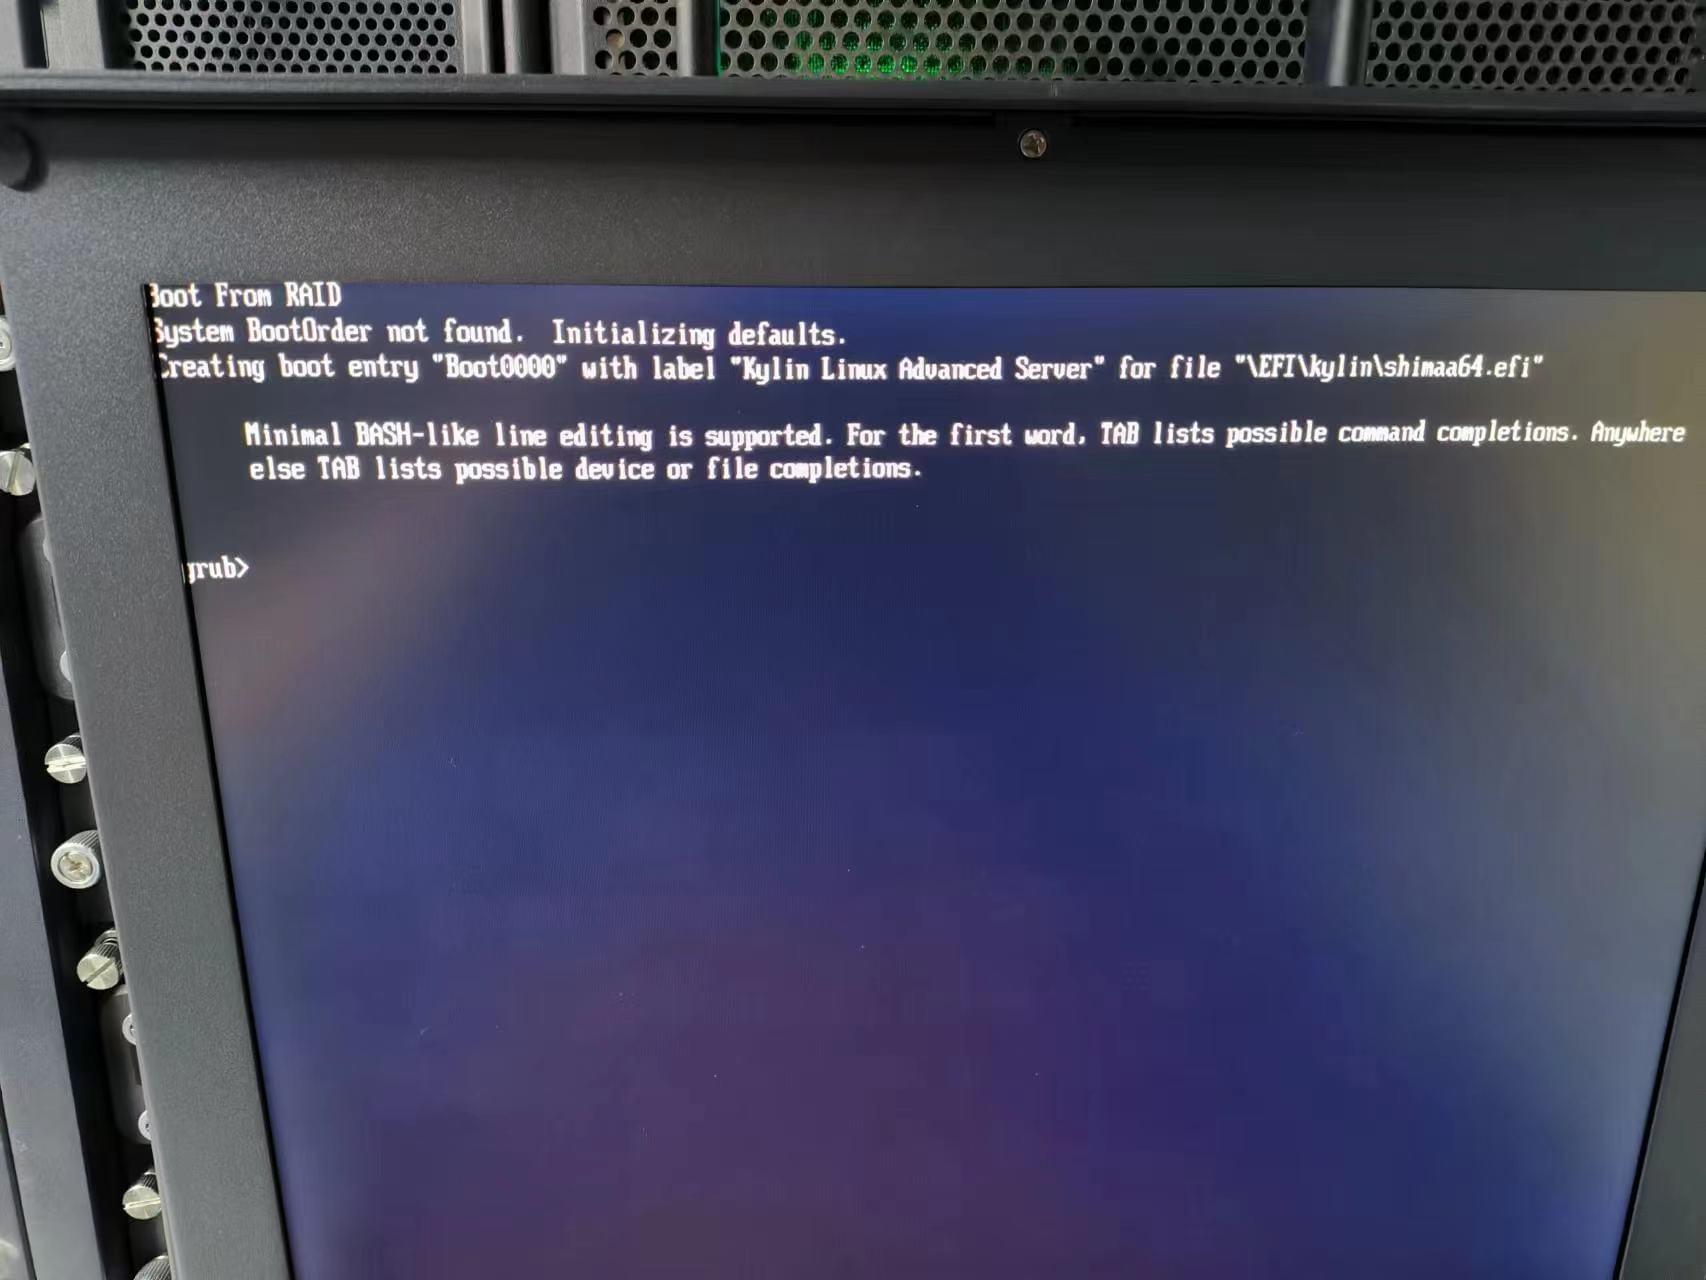 Boot From RAID
System BootOrder not found. Initializing defaults.
Creating boot entry "Boot0000" with label "Kylin Linux Advanced Server" for file "\EFI\kylin\shimaa64.efi"
Minimal BASH-like line editing is supported. For the first word, TAB lists possible command completions. Anywhere
else TAB lists possible device or file completions.
grub>